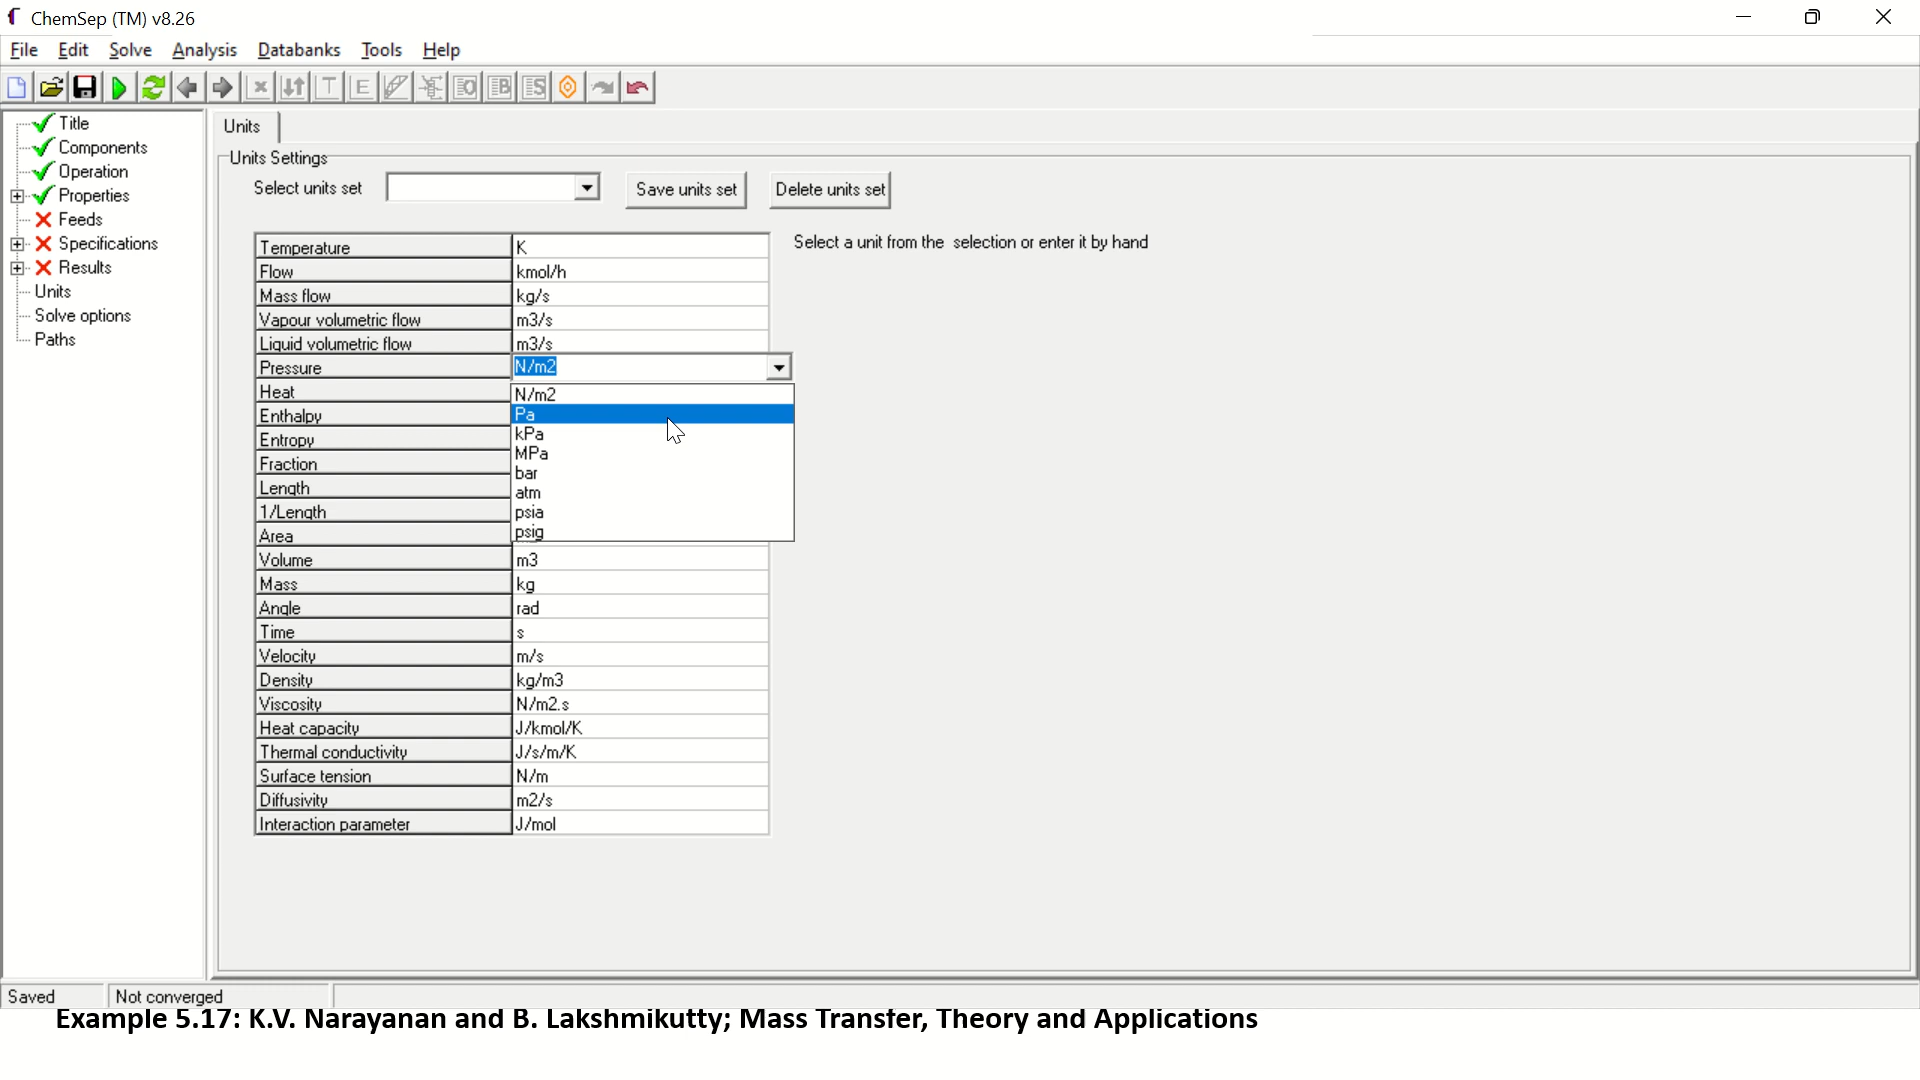 ChemSep (TM) v8.26
File Edit Solve Analysis Databanks Tools Help
T E O B S
Title
Components
Operation
Properties
Feeds
Specifications
Results
Units
Solve options
Paths
Units
Units Settings
Select units set Save units set Delete units set
Select a unit from the selection or enter it by hand
Temperature K
Flow kmol/h
Mass flow kg/s
Vapour volumetric flow m3/s
Liquid volumetric flow m3/s
Pressure N/m2
Heat
Enthalpy
Entropy
Fraction
Length
1/Length
Area
N/m2
Pa
kPa
MPa
bar
atm
psia
psig
Volume m3
Mass kg
Angle rad
Time s
Velocity m/s
Density kg/m3
Viscosity N/m2.s
Heat capacity J/kmol/K
Thermal conductivity J/s/m/K
Surface tension N/m
Diffusivity m2/s
Interaction parameter J/mol
Saved Not converged
Example 5.17: K.V. Narayanan and B. Lakshmikutty; Mass Transfer, Theory and Applications